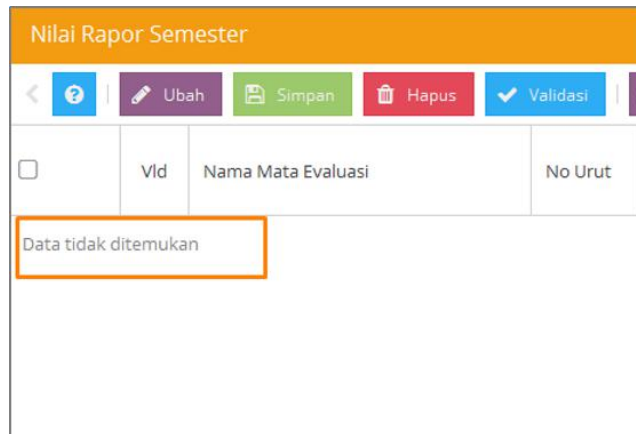 Nilai Rapor Semester
Ubah Simpan Hapus Validasi
Vld Nama Mata Evaluasi No Urut
Data tidak ditemukan